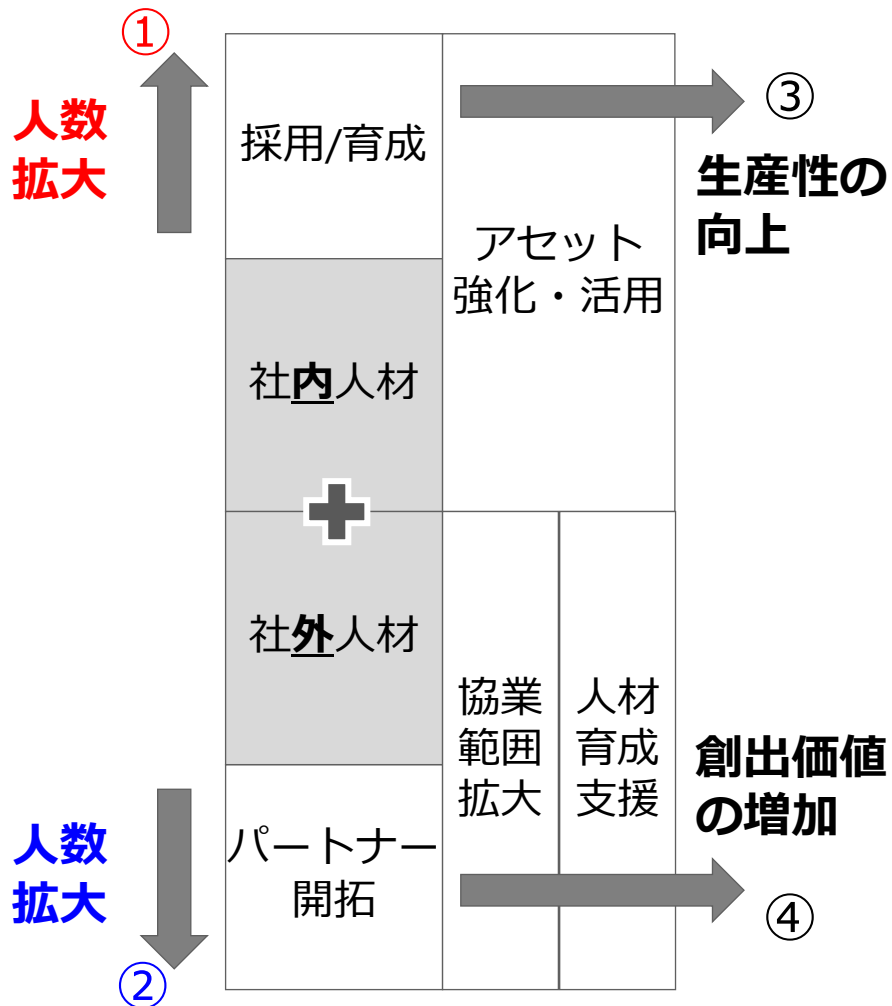 ①
人数
拡大
採用/育成
③
生産性の
向上
アセット
強化・活用
社内人材
社外人材
協業
範囲
拡大
人材
育成
支援
創出価値
の増加
人数
拡大
パートナー
開拓
④
②